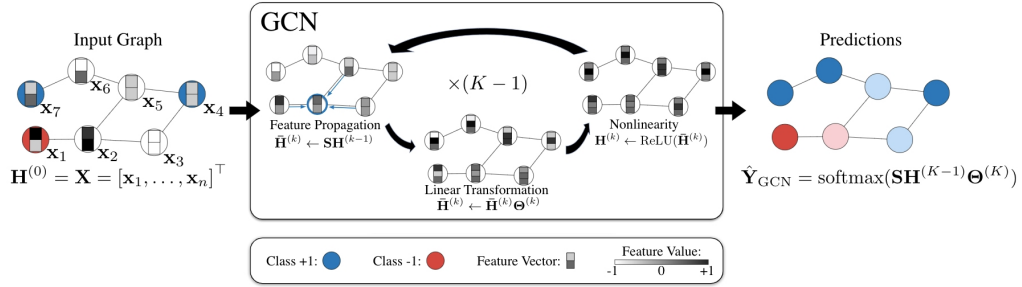 GCN
Input Graph
x₆
x₇
x₅
x₄
x₁
x₂
x₃
H⁽⁰⁾ = X = [x₁, . . . , xₙ]⊤
×(K − 1)
Feature Propagation
H̄⁽ᵏ⁾ ← SH⁽ᵏ⁻¹⁾
Linear Transformation
H̄⁽ᵏ⁾ ← H̄⁽ᵏ⁾Θ⁽ᵏ⁾
Nonlinearity
H⁽ᵏ⁾ ← ReLU(H̄⁽ᵏ⁾)
Predictions
Ŷ_GCN = softmax(SH⁽ᴷ⁻¹⁾Θ⁽ᴷ⁾)
Class +1:
Class -1:
Feature Vector:
Feature Value:
-1 0 +1